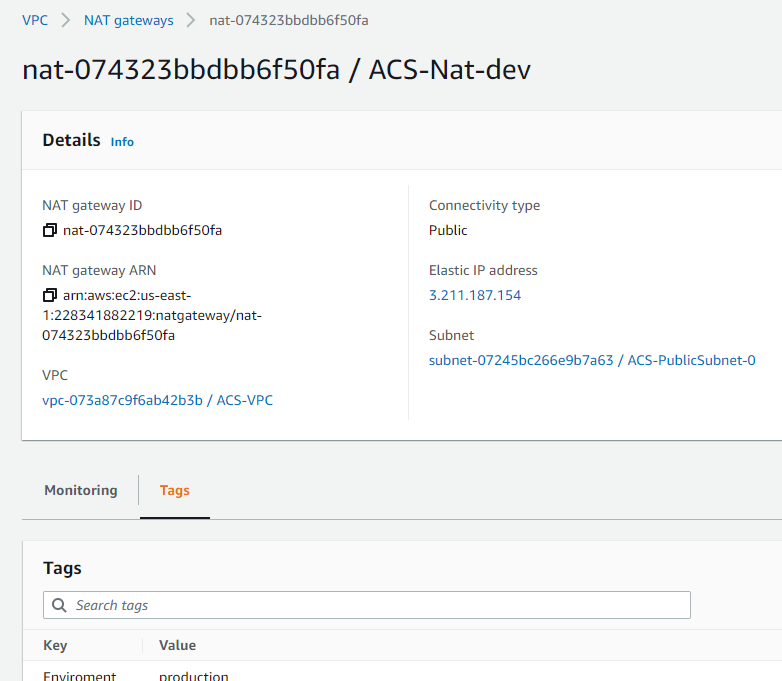 VPC > NAT gateways > nat-074323bbdbb6f50fa
nat-074323bbdbb6f50fa / ACS-Nat-dev
Details Info
NAT gateway ID
nat-074323bbdbb6f50fa
NAT gateway ARN
arn:aws:ec2:us-east-
1:228341882219:natgateway/nat-
074323bbdbb6f50fa
VPC
vpc-073a87c9f6ab42b3b / ACS-VPC
Connectivity type
Public
Elastic IP address
3.211.187.154
Subnet
subnet-07245bc266e9b7a63 / ACS-PublicSubnet-0
Monitoring Tags
Tags
Search tags
Key Value
Enviroment production